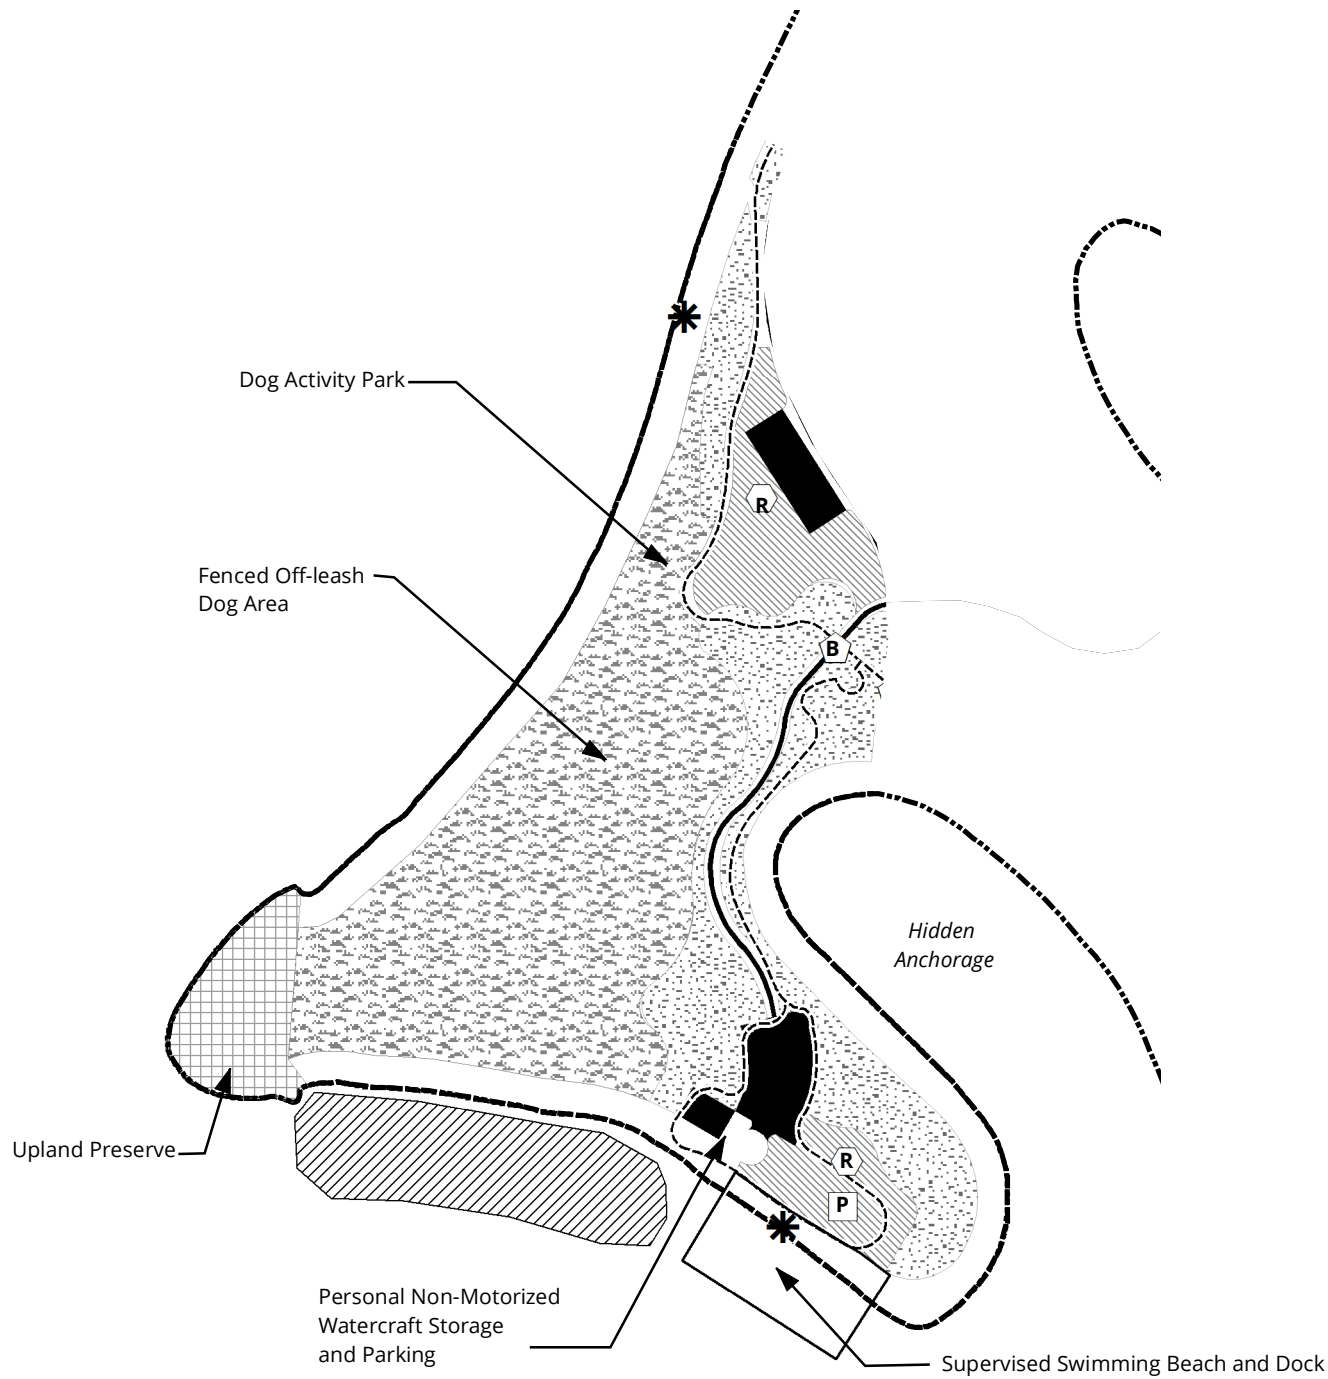 Dog Activity Park
R
Fenced Off-leash
Dog Area
B
Hidden
Anchorage
Upland Preserve
R
P
Personal Non-Motorized
Watercraft Storage
and Parking
Supervised Swimming Beach and Dock